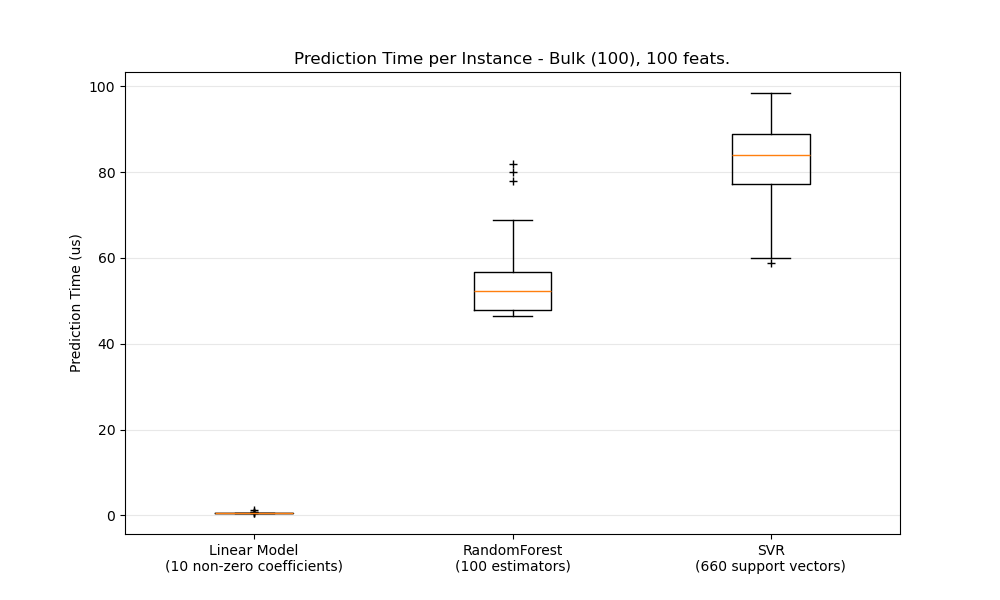 Prediction Time per Instance - Bulk (100), 100 feats.
100
80
60
40
20
0
Prediction Time (us)
Linear Model
(10 non-zero coefficients)
RandomForest
(100 estimators)
SVR
(660 support vectors)